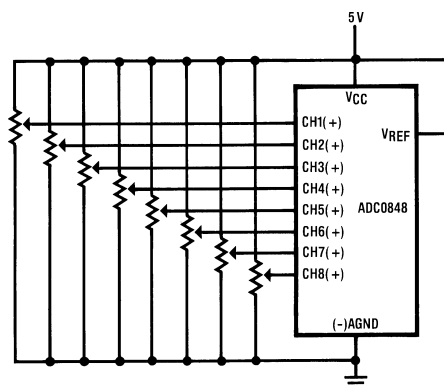 5V
VCC
CH1(+)
VREF
CH2(+)
CH3(+)
CH4(+)
ADC0848
CH5(+)
CH6(+)
CH7(+)
CH8(+)
(-)AGND